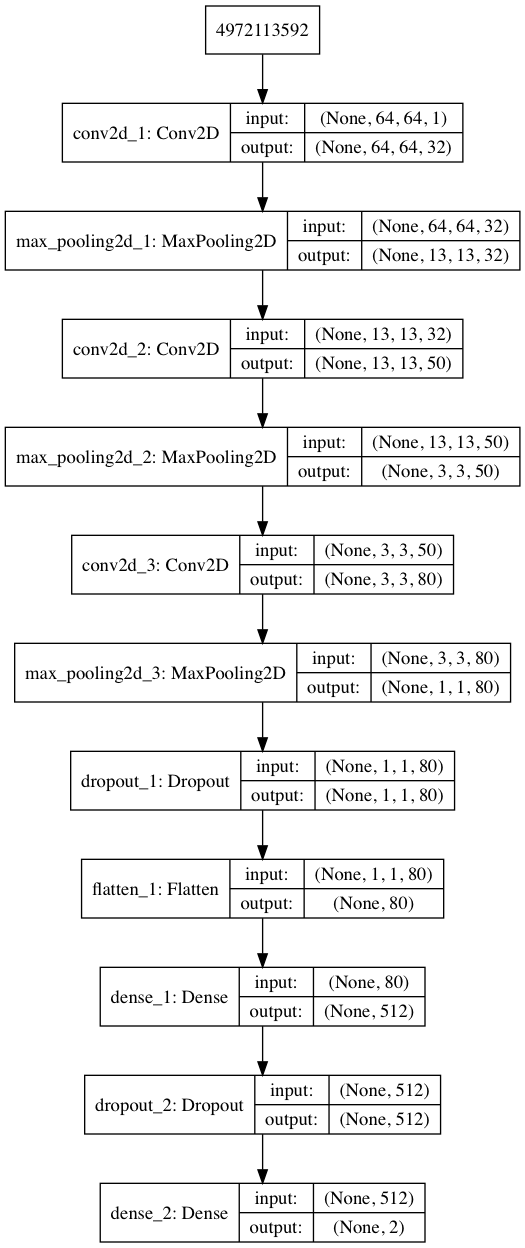 4972113592
conv2d_1: Conv2D
input: (None, 64, 64, 1)
output: (None, 64, 64, 32)
max_pooling2d_1: MaxPooling2D
input: (None, 64, 64, 32)
output: (None, 13, 13, 32)
conv2d_2: Conv2D
input: (None, 13, 13, 32)
output: (None, 13, 13, 50)
max_pooling2d_2: MaxPooling2D
input: (None, 13, 13, 50)
output: (None, 3, 3, 50)
conv2d_3: Conv2D
input: (None, 3, 3, 50)
output: (None, 3, 3, 80)
max_pooling2d_3: MaxPooling2D
input: (None, 3, 3, 80)
output: (None, 1, 1, 80)
dropout_1: Dropout
input: (None, 1, 1, 80)
output: (None, 1, 1, 80)
flatten_1: Flatten
input: (None, 1, 1, 80)
output: (None, 80)
dense_1: Dense
input: (None, 80)
output: (None, 512)
dropout_2: Dropout
input: (None, 512)
output: (None, 512)
dense_2: Dense
input: (None, 512)
output: (None, 2)